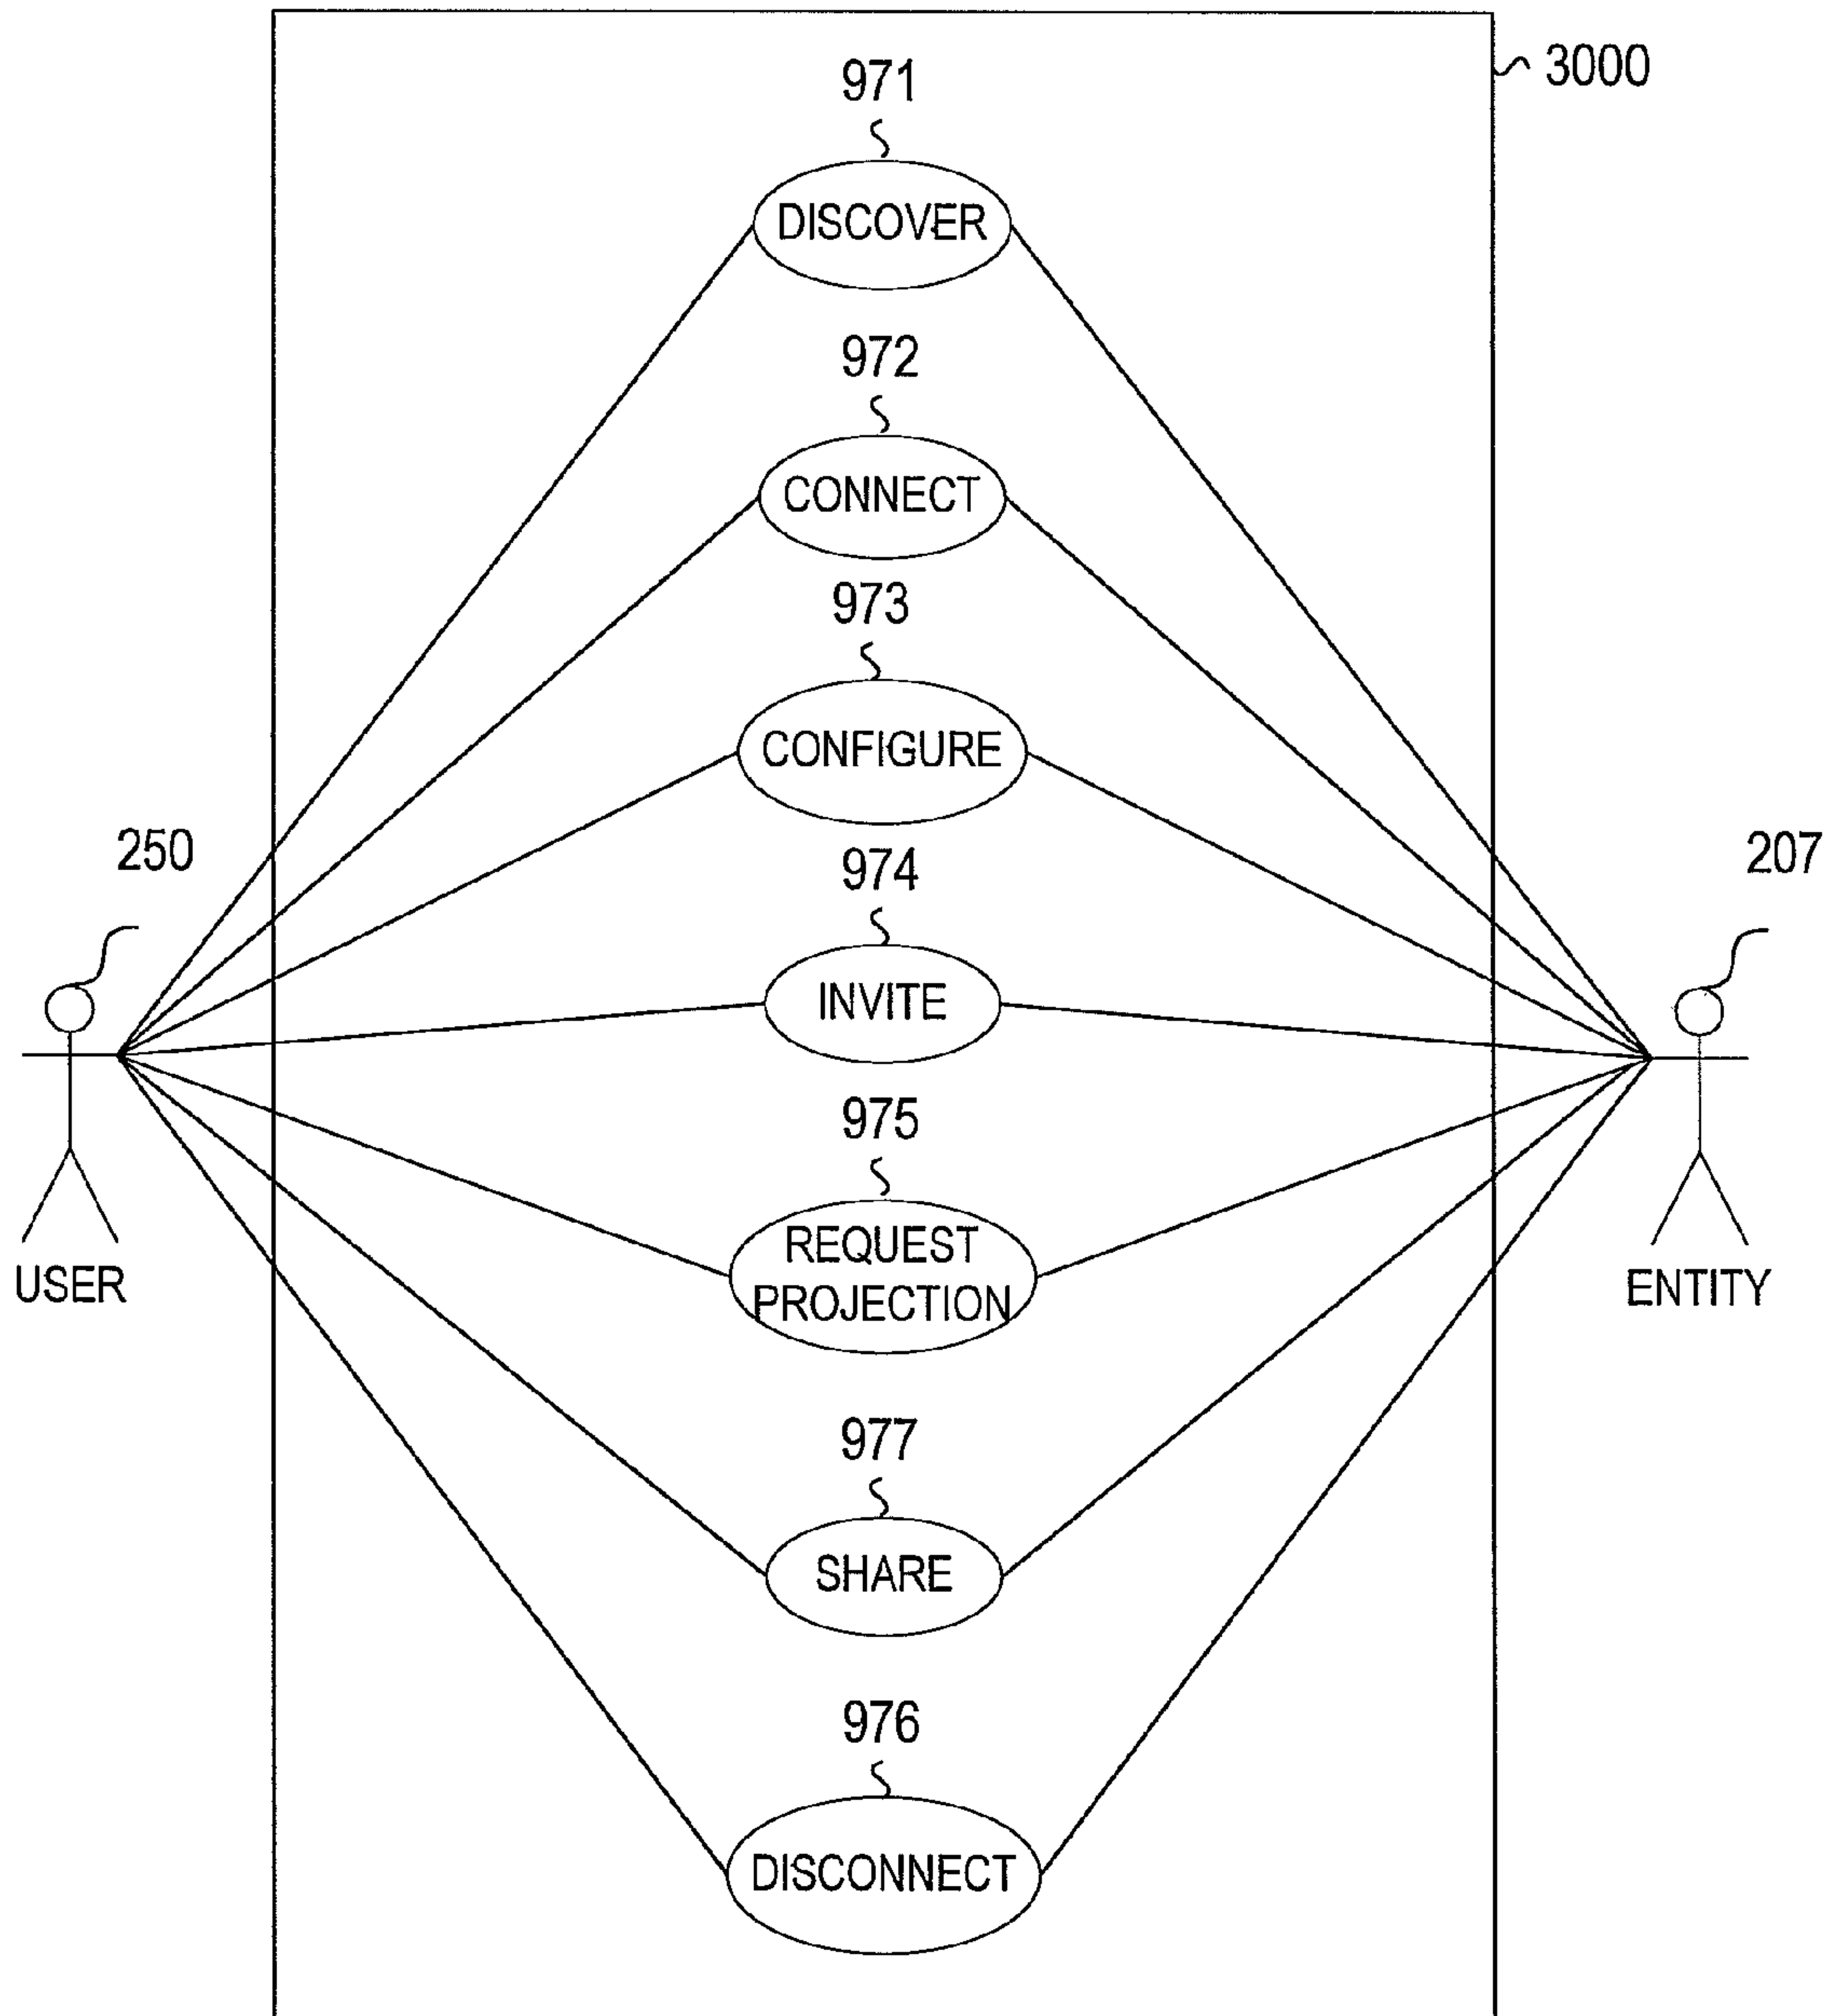 3000
971
DISCOVER
972
CONNECT
973
CONFIGURE
250
207
974
INVITE
975
REQUEST
PROJECTION
USER
ENTITY
977
SHARE
976
DISCONNECT